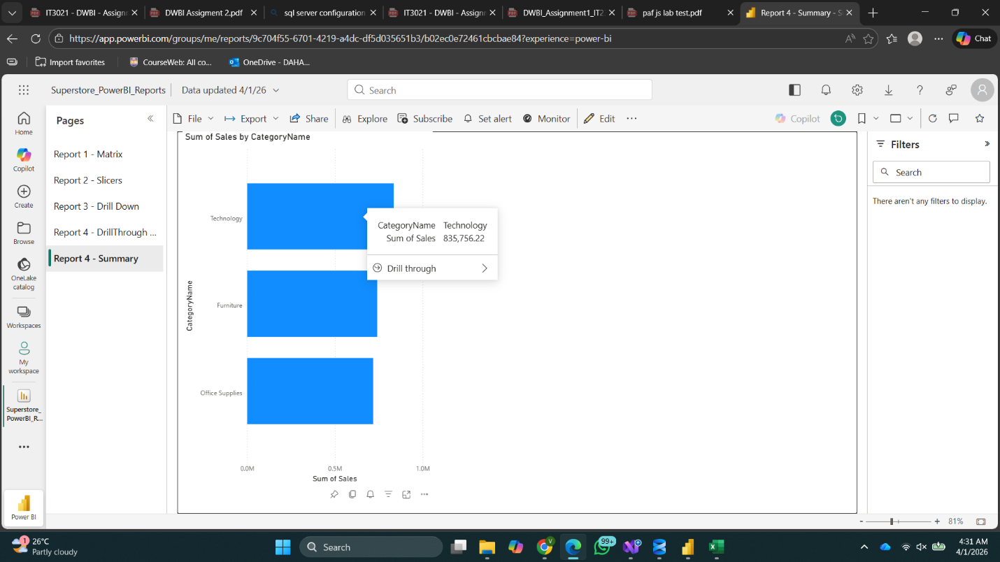 IT3021 - DWBI - Assignm
DWBI Assigment 2.pdf
sql server configuration
IT3021 - DWBI - Assignm
DWBI_Assignment1_IT2
paf js lab test.pdf
Report 4 - Summary - S
https://app.powerbi.com/groups/me/reports/9c704f55-6701-4219-a4dc-df5d035651b3/b02ec0e72461cbcbae84?experience=power-bi
Chat
Import favorites
CourseWeb: All co...
OneDrive - DAHA...
Superstore_PowerBI_Reports
Data updated 4/1/26
Search
Home
Copilot
Create
Browse
OneLake
catalog
Workspaces
My
workspace
Superstore_
PowerBI_R...
Power BI
Pages
Report 1 - Matrix
Report 2 - Slicers
Report 3 - Drill Down
Report 4 - DrillThrough ...
Report 4 - Summary
File
Export
Share
Explore
Subscribe
Set alert
Monitor
Edit
Copilot
Sum of Sales by CategoryName
CategoryName
Technology
Furniture
Office Supplies
0.0M
0.5M
1.0M
Sum of Sales
CategoryName Technology
Sum of Sales 835,756.22
Drill through
Filters
Search
There aren't any filters to display.
- + 81%
1
26°C
Partly cloudy
Search
V
99+
4:31 AM
4/1/2026